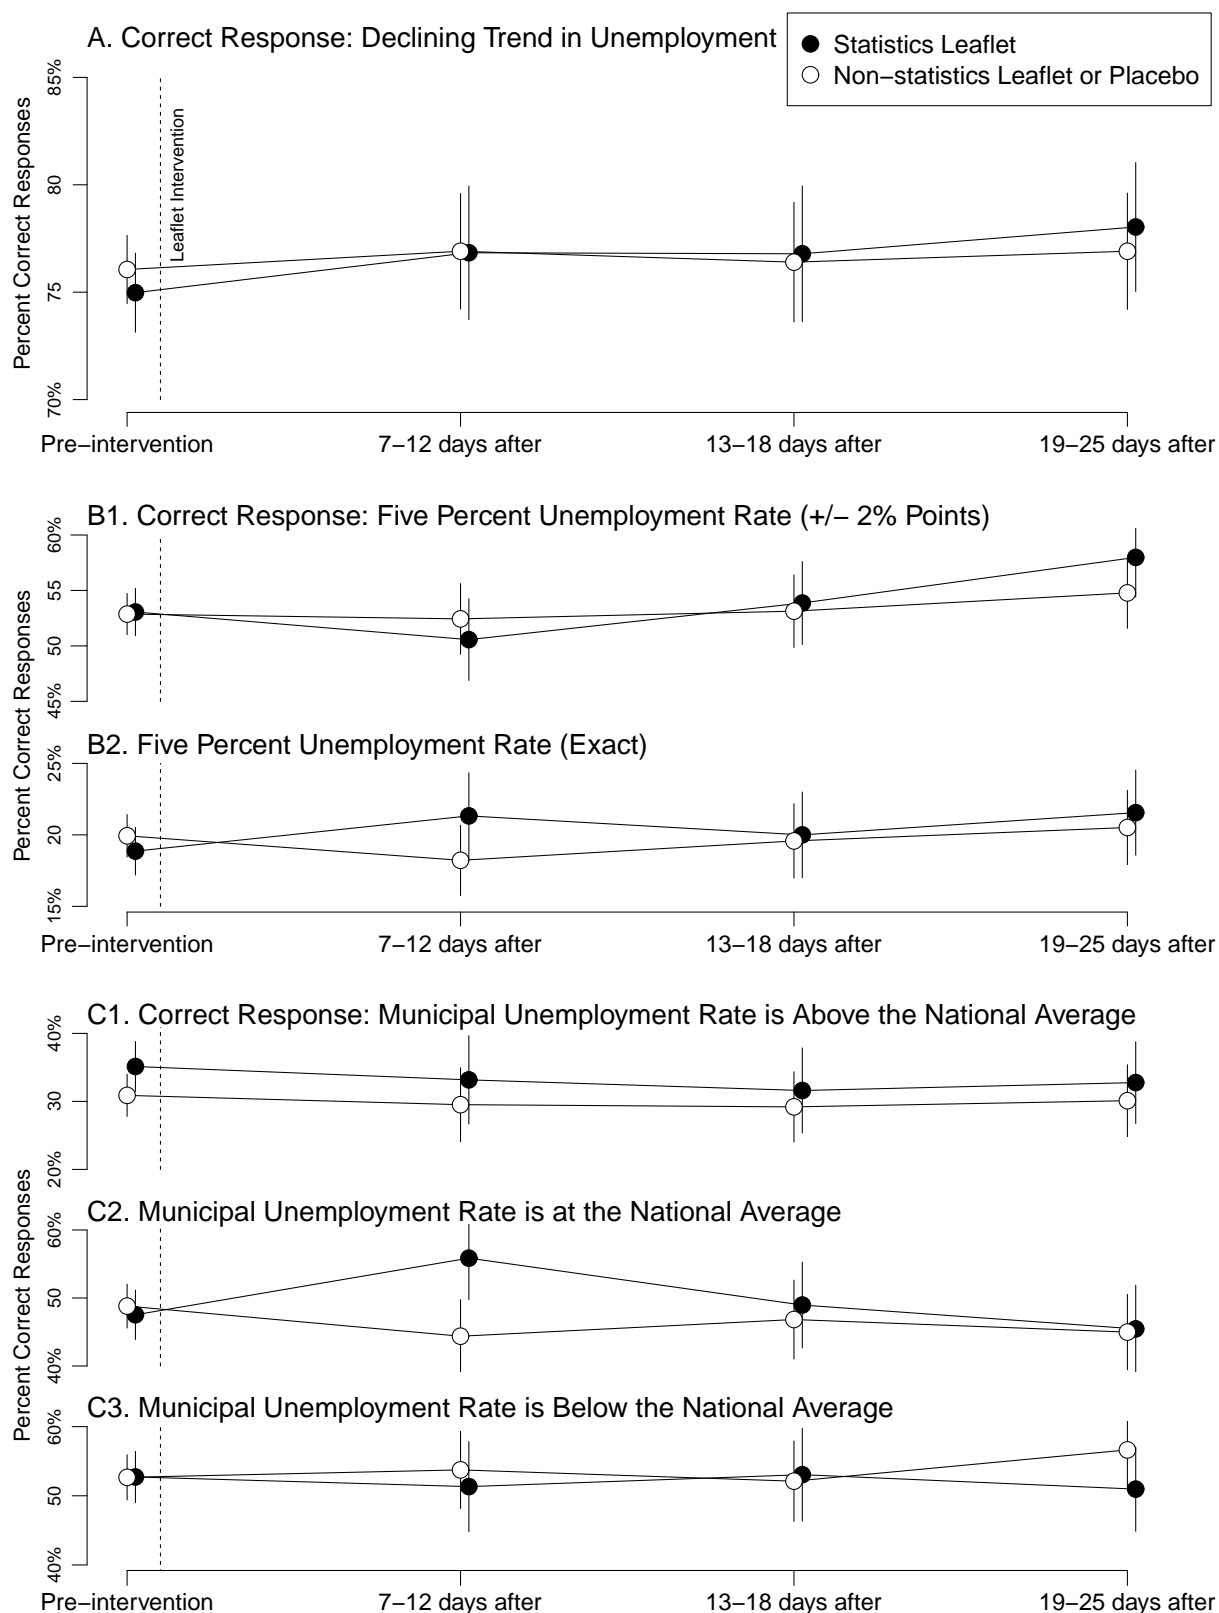 A. Correct Response: Declining Trend in Unemployment
Statistics Leaflet
Non−statistics Leaflet or Placebo
Percent Correct Responses
85%
80
75
70%
Leaflet Intervention
Pre−intervention 7−12 days after 13−18 days after 19−25 days after
B1. Correct Response: Five Percent Unemployment Rate (+/− 2% Points)
Percent Correct Responses
60%
55
50
45%
B2. Five Percent Unemployment Rate (Exact)
25%
20
15%
Pre−intervention 7−12 days after 13−18 days after 19−25 days after
C1. Correct Response: Municipal Unemployment Rate is Above the National Average
40%
30
20%
Percent Correct Responses
C2. Municipal Unemployment Rate is at the National Average
60%
50
40%
C3. Municipal Unemployment Rate is Below the National Average
60%
50
40%
Pre−intervention 7−12 days after 13−18 days after 19−25 days after